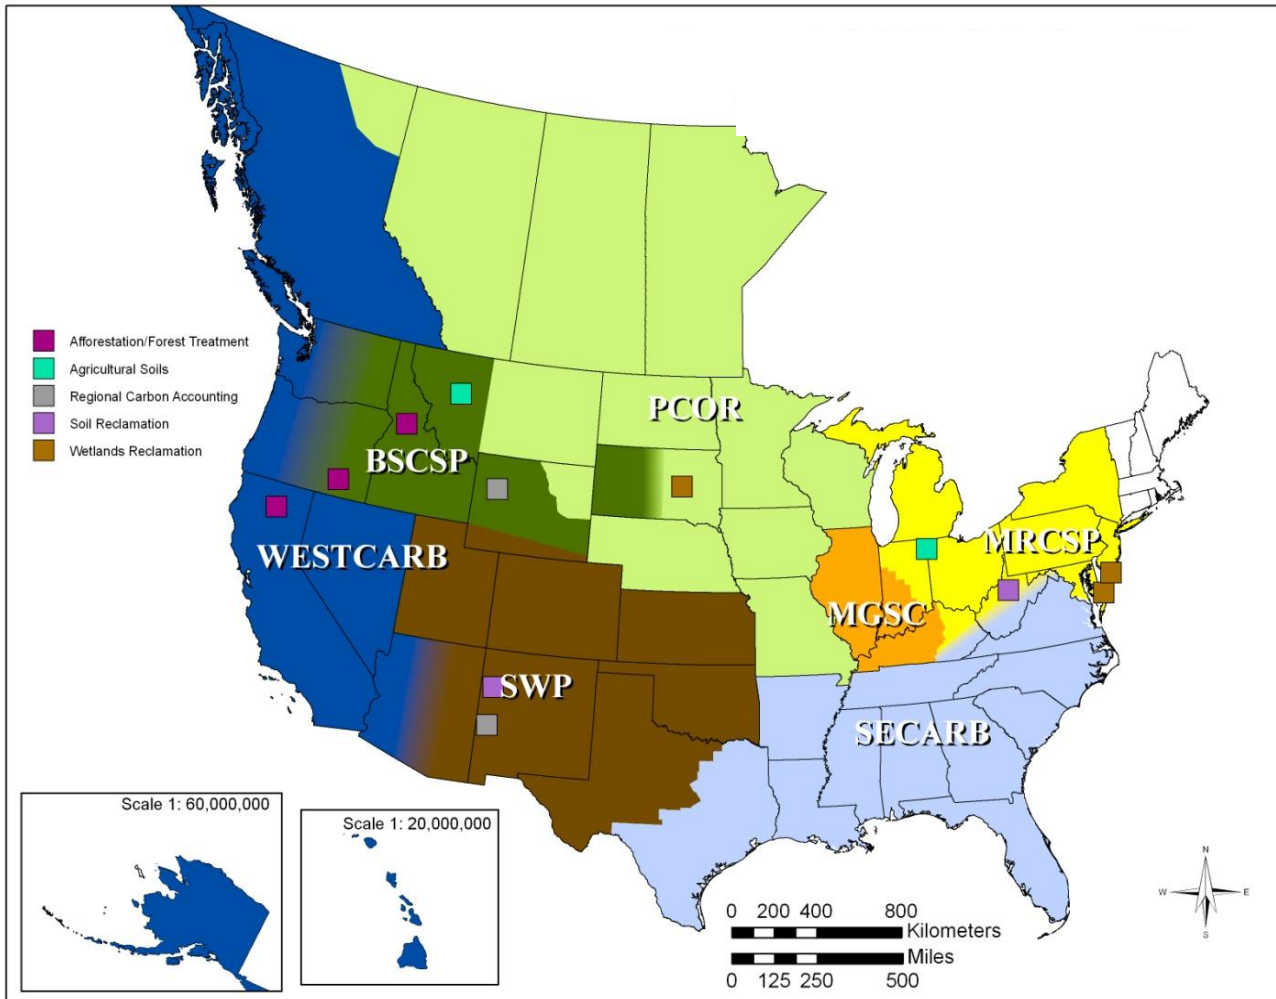 Afforestation/Forest Treatment
Agricultural Soils
Regional Carbon Accounting
Soil Reclamation
Wetlands Reclamation
PCOR
BSCSP
WESTCARB
MRCSP
MGSC
SWP
SECARB
Scale 1: 60,000,000
Scale 1: 20,000,000
N
W E
S
0 200 400 800
Kilometers
Miles
0 125 250 500